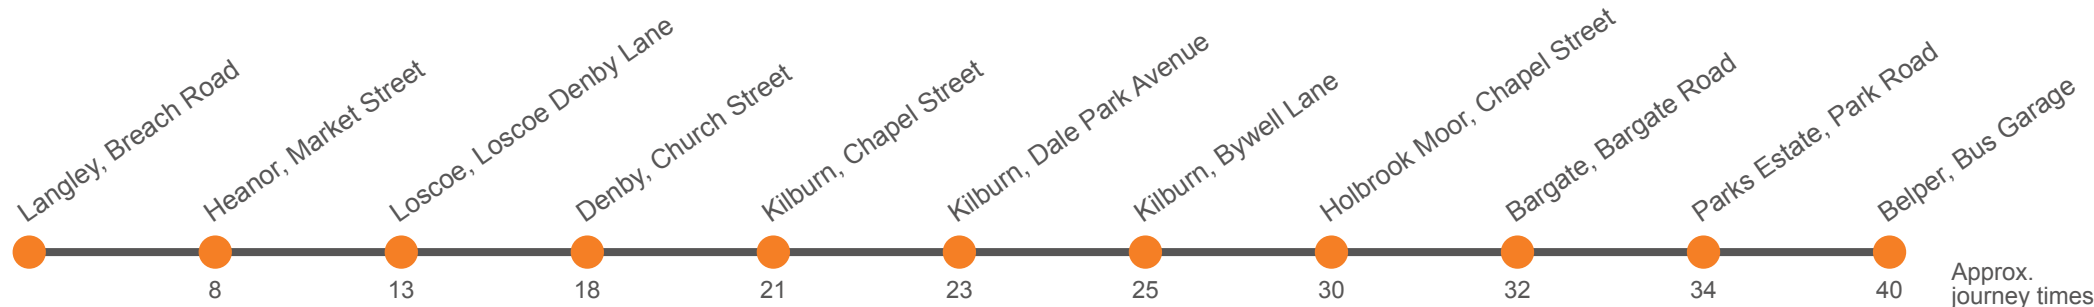 Langley, Breach Road
Heanor, Market Street
Loscoe, Loscoe Denby Lane
Denby, Church Street
Kilburn, Chapel Street
Kilburn, Dale Park Avenue
Kilburn, Bywell Lane
Holbrook Moor, Chapel Street
Bargate, Bargate Road
Parks Estate, Park Road
Belper, Bus Garage
8
13
18
21
23
25
30
32
34
40
Approx.
journey times